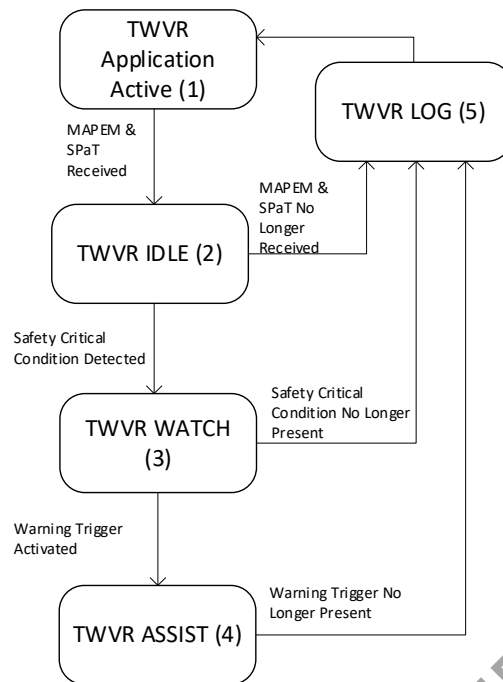 TWVR
Application
Active (1)
TWVR LOG (5)
MAPEM &
SPaT
Received
MAPEM &
SPaT No
Longer
Received
TWVR IDLE (2)
Safety Critical
Condition Detected
Safety Critical
Condition No Longer
Present
TWVR WATCH
(3)
Warning Trigger
Activated
Warning Trigger No
Longer Present
TWVR ASSIST (4)